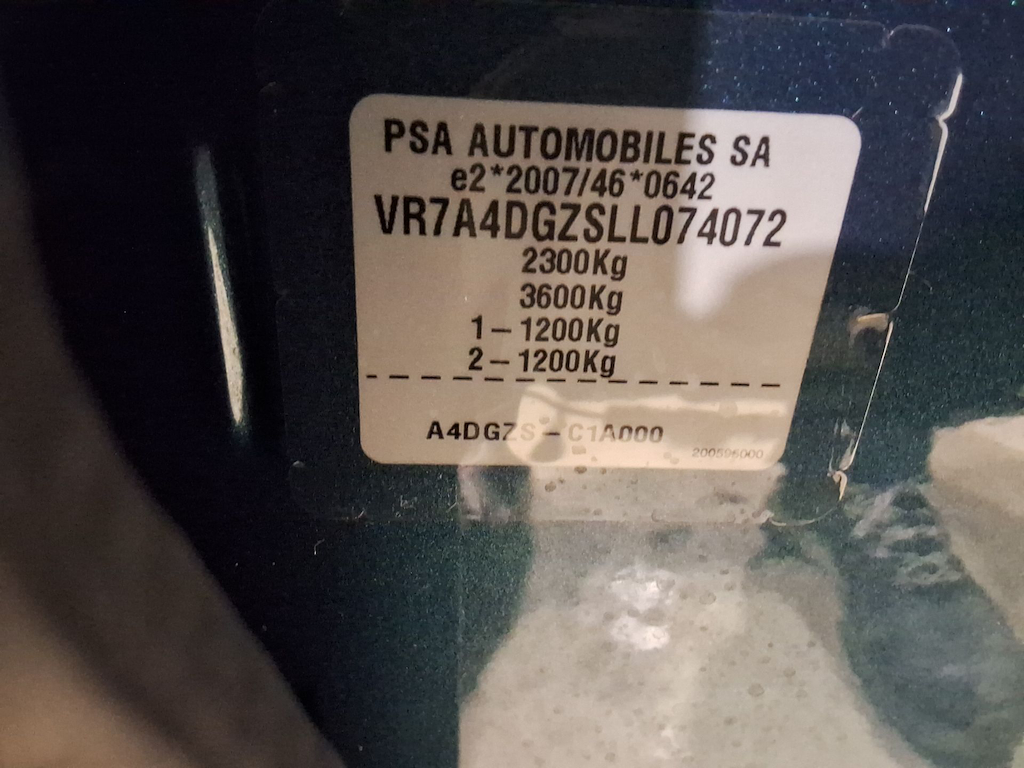 PSA AUTOMOBILES SA
e2*2007/46*0642
VR7A4DGZSLL074072
2300Kg
3600Kg
1–1200Kg
2–1200Kg
A4DGZS–C1A000
200596000